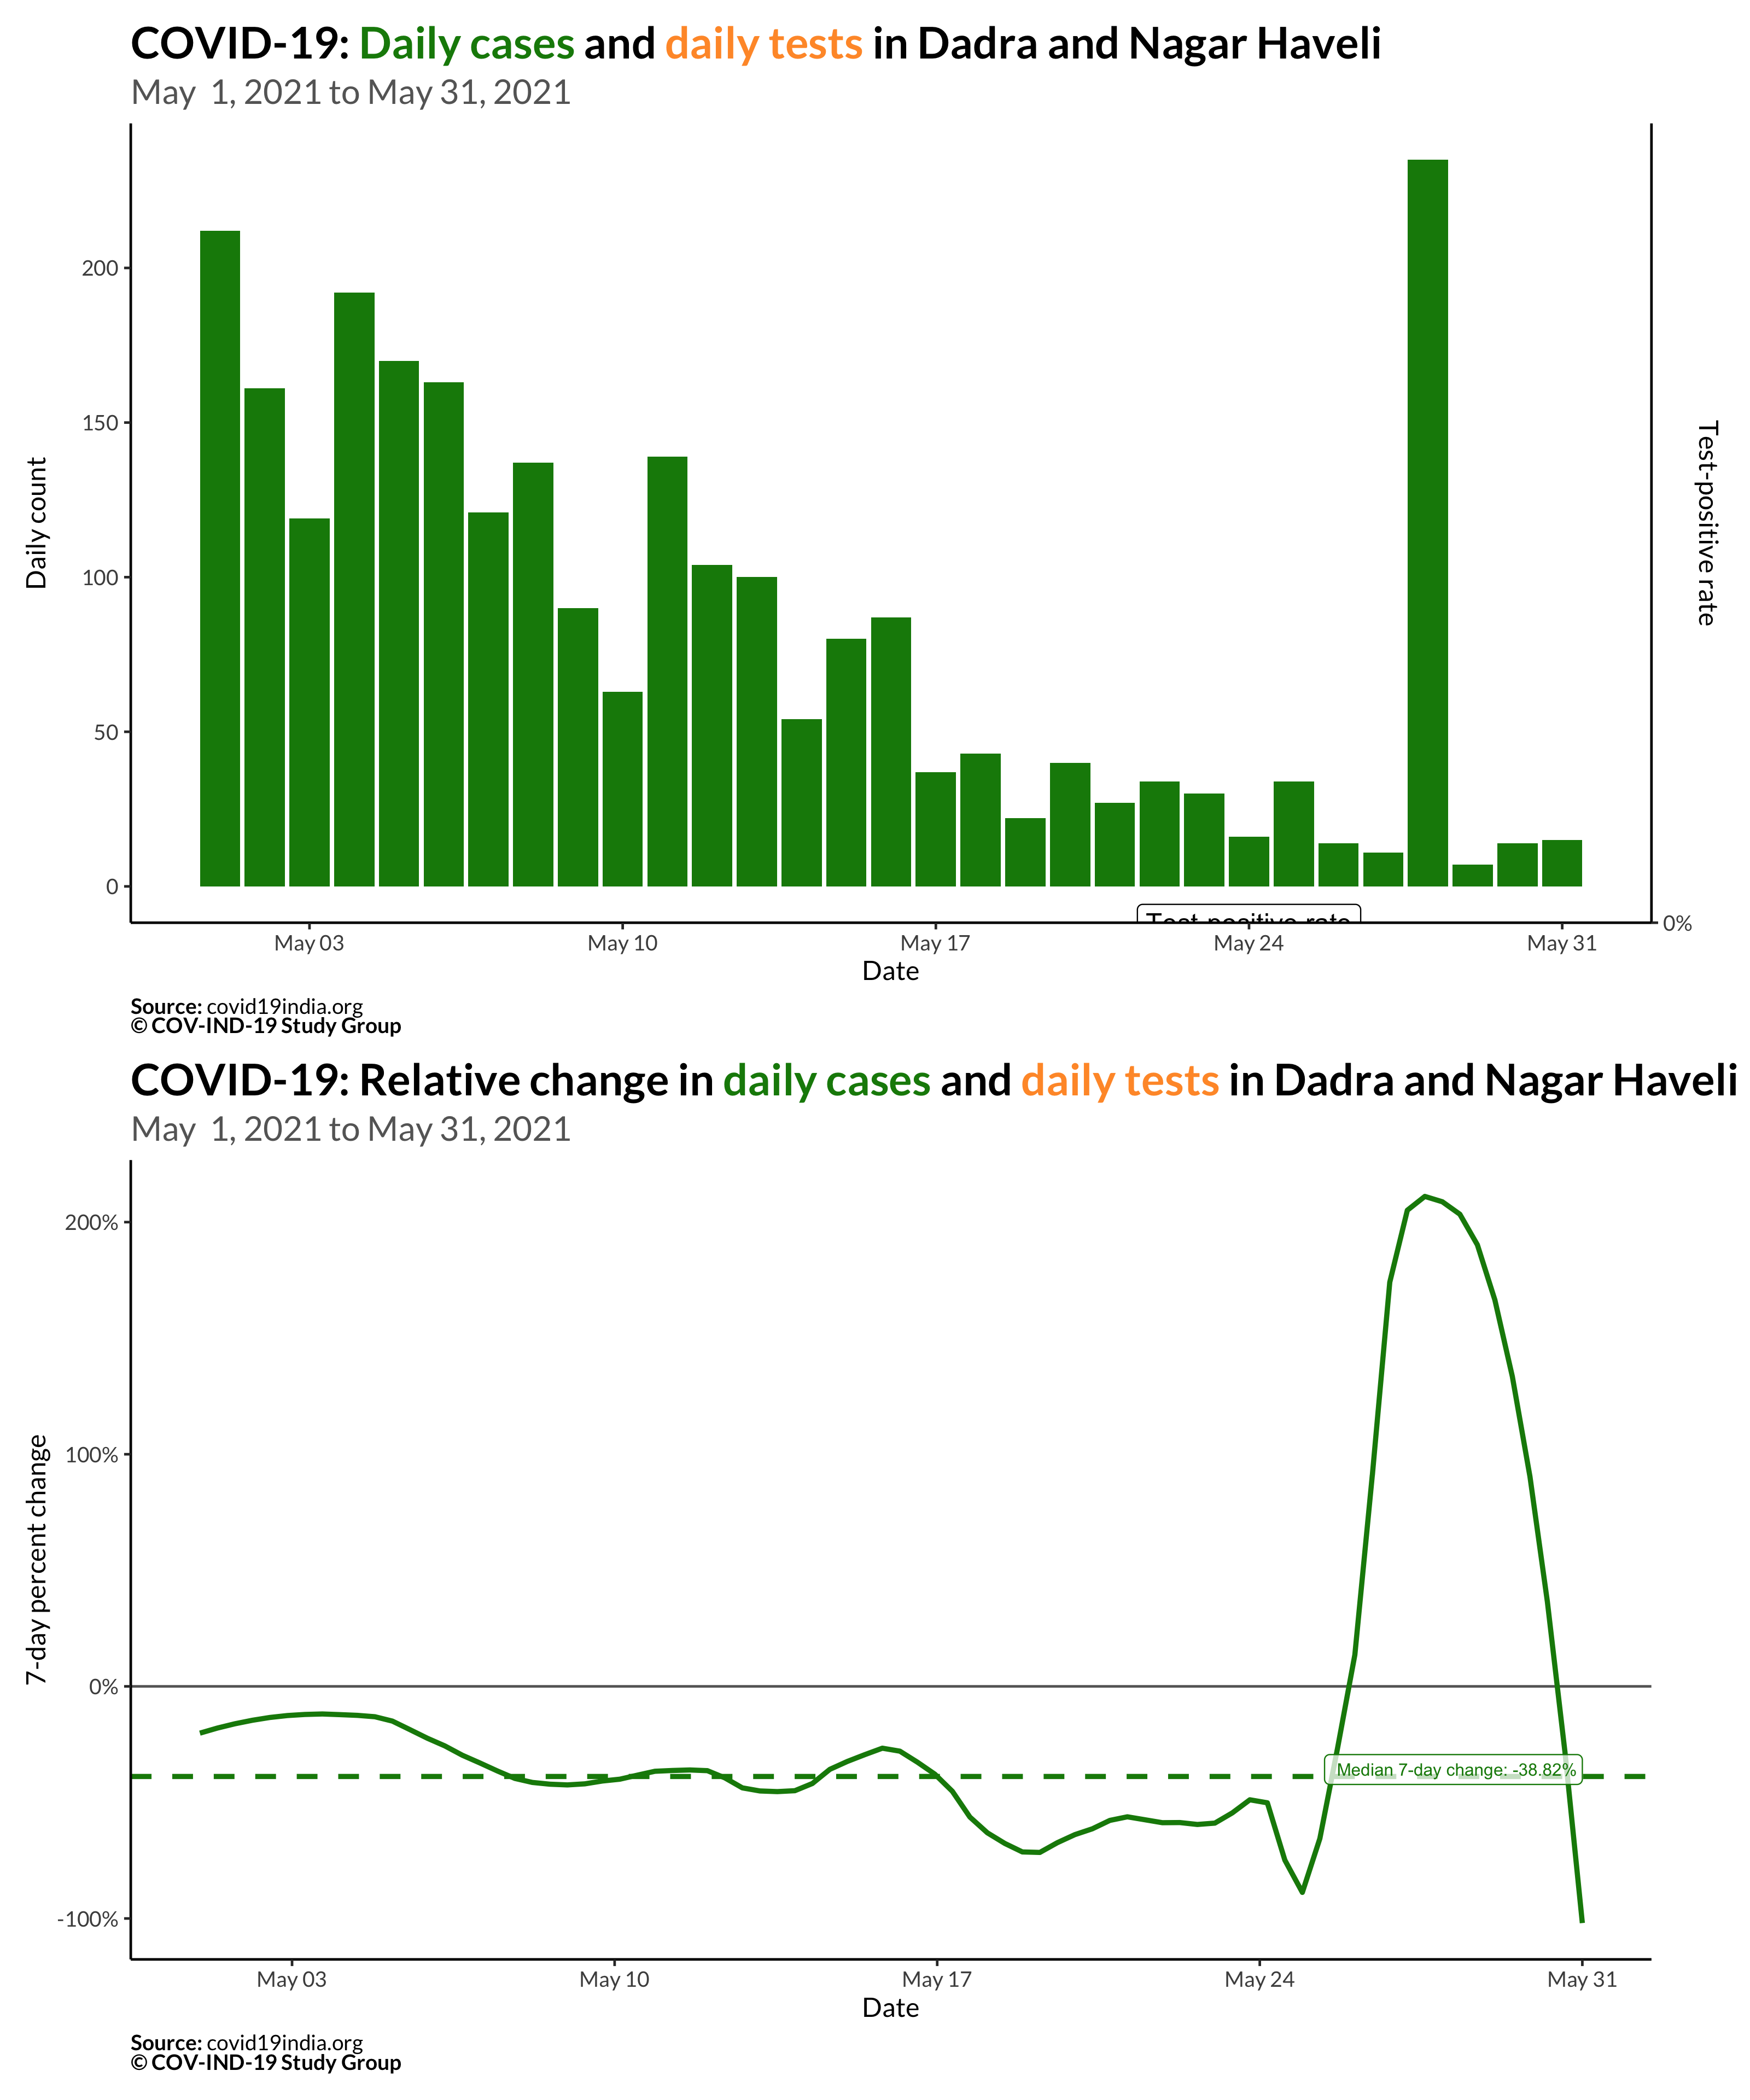 COVID-19: Daily cases and daily tests in Dadra and Nagar Haveli
May 1, 2021 to May 31, 2021
Daily count
200
150
100
50
0
Test-positive rate
0%
Test-positive rate
May 03
May 10
May 17
May 24
May 31
Date
Source: covid19india.org
© COV-IND-19 Study Group
COVID-19: Relative change in daily cases and daily tests in Dadra and Nagar Haveli
May 1, 2021 to May 31, 2021
7-day percent change
200%
100%
0%
-100%
Median 7-day change: -38.82%
May 03
May 10
May 17
May 24
May 31
Date
Source: covid19india.org
© COV-IND-19 Study Group